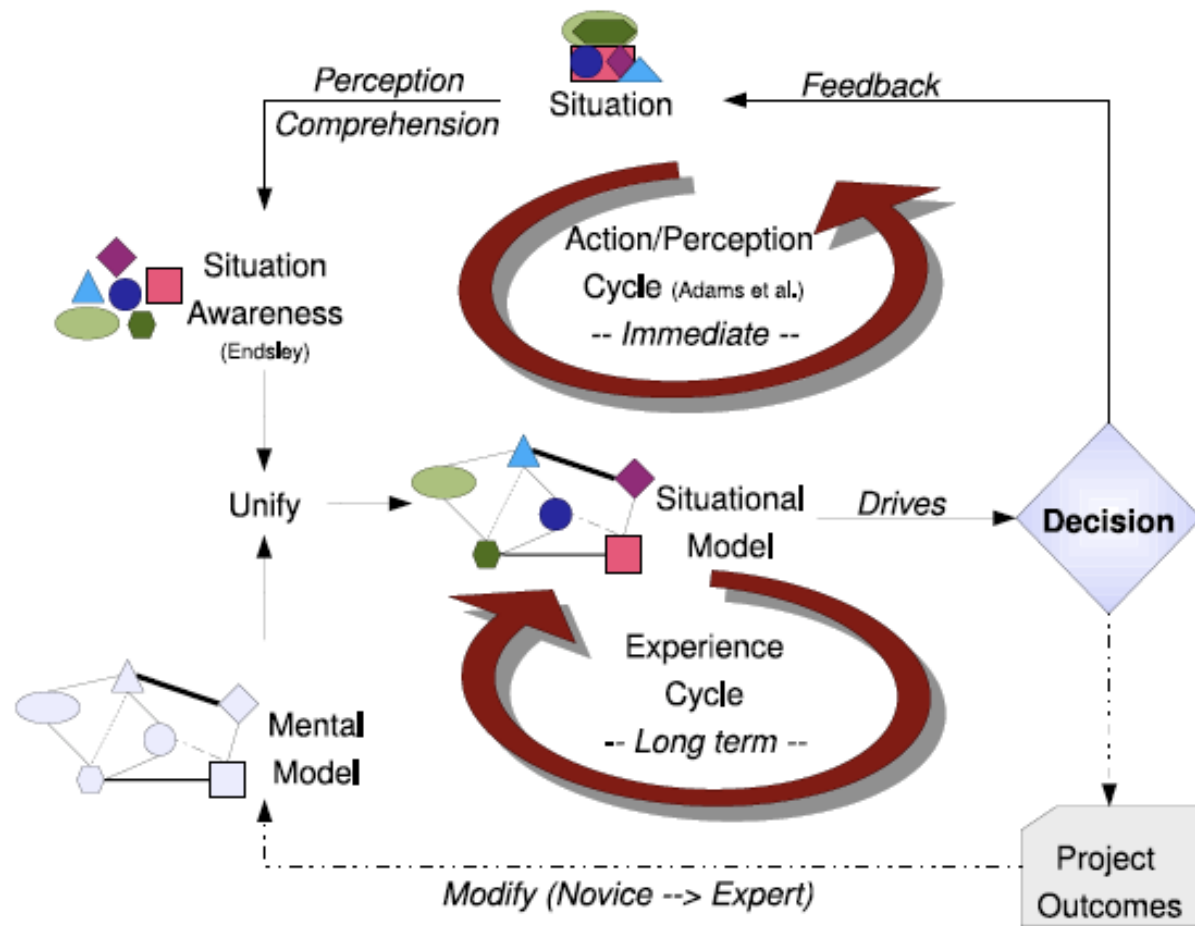 Perception
Comprehension
Situation
Feedback
Situation
Awareness
(Endsley)
Action/Perception
Cycle (Adams et al.)
-- Immediate --
Unify
Situational
Model
Drives
Decision
Experience
Cycle
-- Long term --
Mental
Model
Modify (Novice --> Expert)
Project
Outcomes